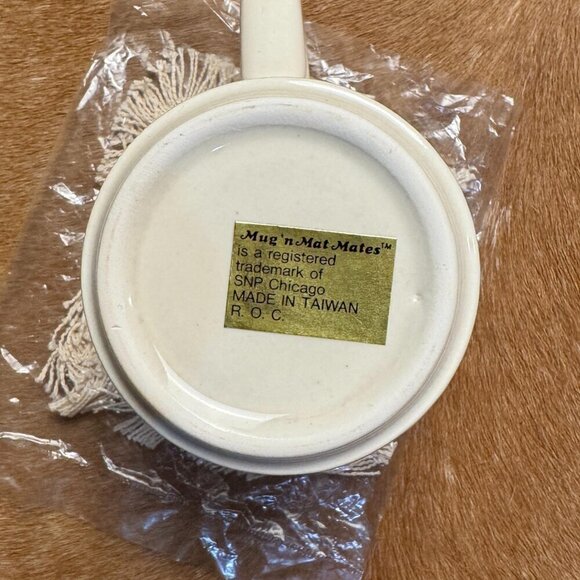 Mug 'n Mat Mates™
is a registered
trademark of
SNP Chicago
MADE IN TAIWAN
R. O. C.